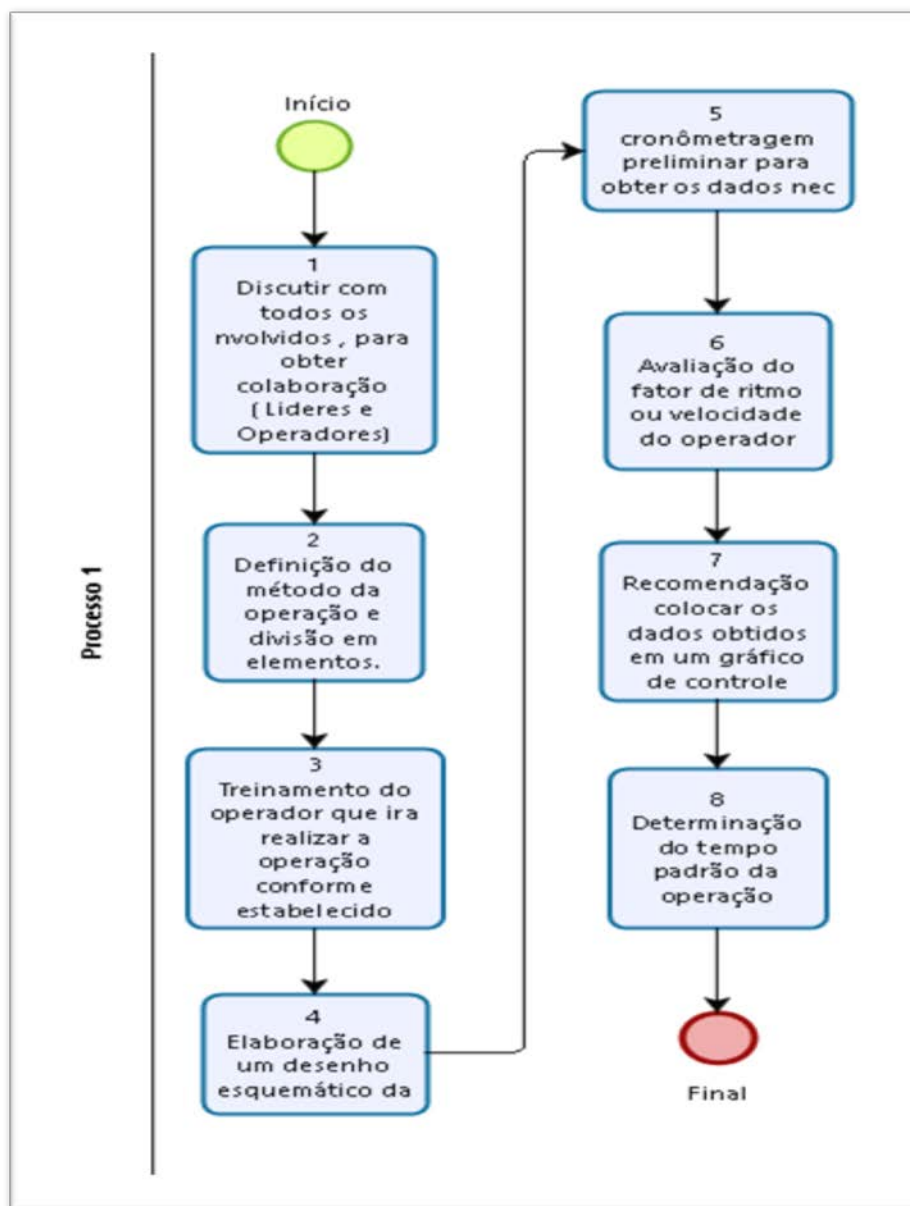 Processo 1
Início
1
Discutir com
todos os
nvolvidos , para
obter
colaboração
( Lideres e
Operadores)
2
Definição do
método da
operação e
divisão em
elementos.
3
Treinamento do
operador que ira
realizar a
operação
conforme
estabelecido
4
Elaboração de
um desenho
esquemático da
5
cronômetragem
preliminar para
obter os dados nec
6
Avaliação do
fator de ritmo
ou velocidade
do operador
7
Recomendação
colocar os
dados obtidos
em um gráfico
de controle
8
Determinação
do tempo
padrão da
operação
Final